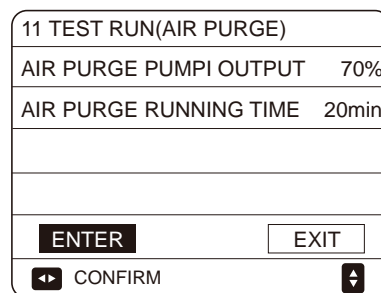 11 TEST RUN(AIR PURGE)
AIR PURGE PUMPI OUTPUT 70%
AIR PURGE RUNNING TIME 20min
ENTER EXIT
CONFIRM